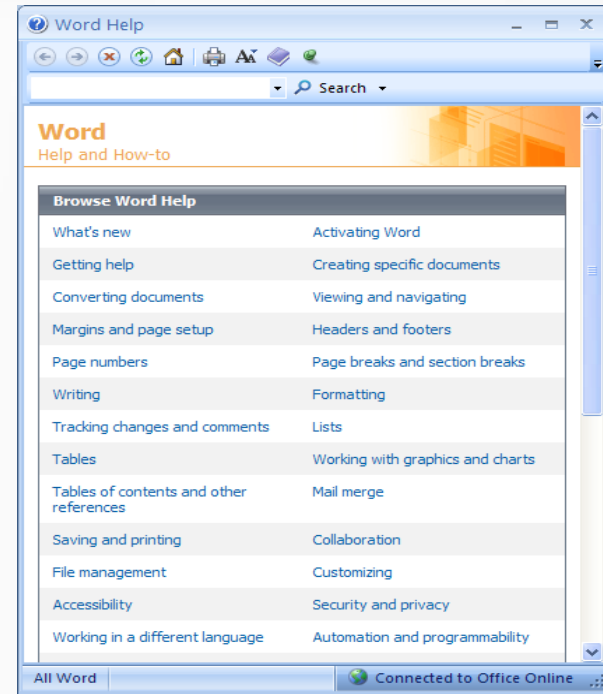 Word Help
Search
Word
Help and How-to
Browse Word Help
What's new Activating Word
Getting help Creating specific documents
Converting documents Viewing and navigating
Margins and page setup Headers and footers
Page numbers Page breaks and section breaks
Writing Formatting
Tracking changes and comments Lists
Tables Working with graphics and charts
Tables of contents and other Mail merge
references
Saving and printing Collaboration
File management Customizing
Accessibility Security and privacy
Working in a different language Automation and programmability
All Word Connected to Office Online